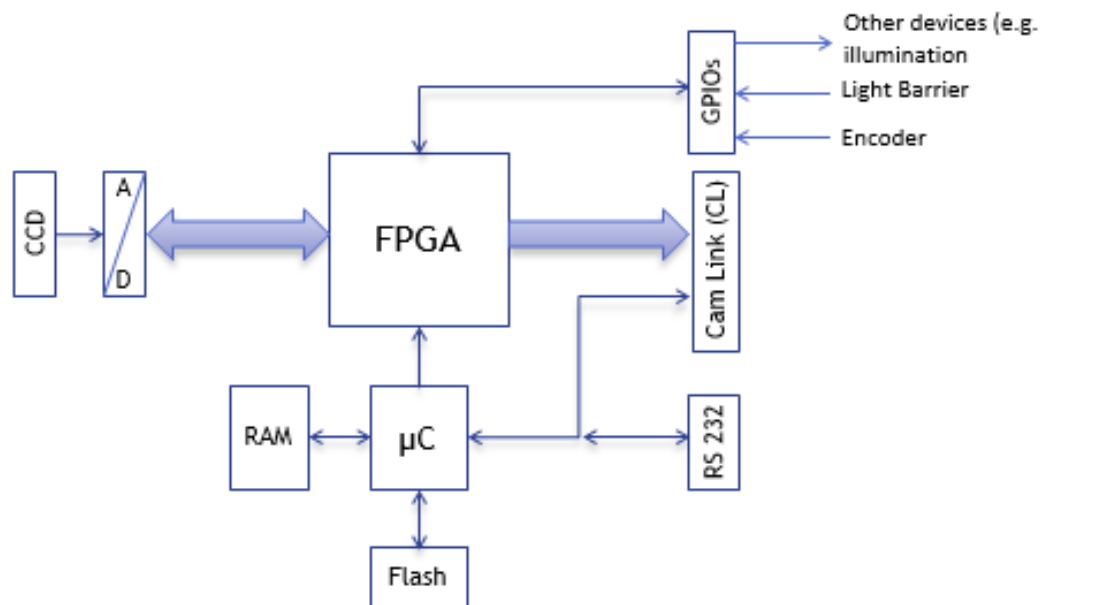 Other devices (e.g.
illumination
Light Barrier
Encoder
GPIOs
CCD
A
D
FPGA
Cam Link (CL)
RAM
µC
RS 232
Flash